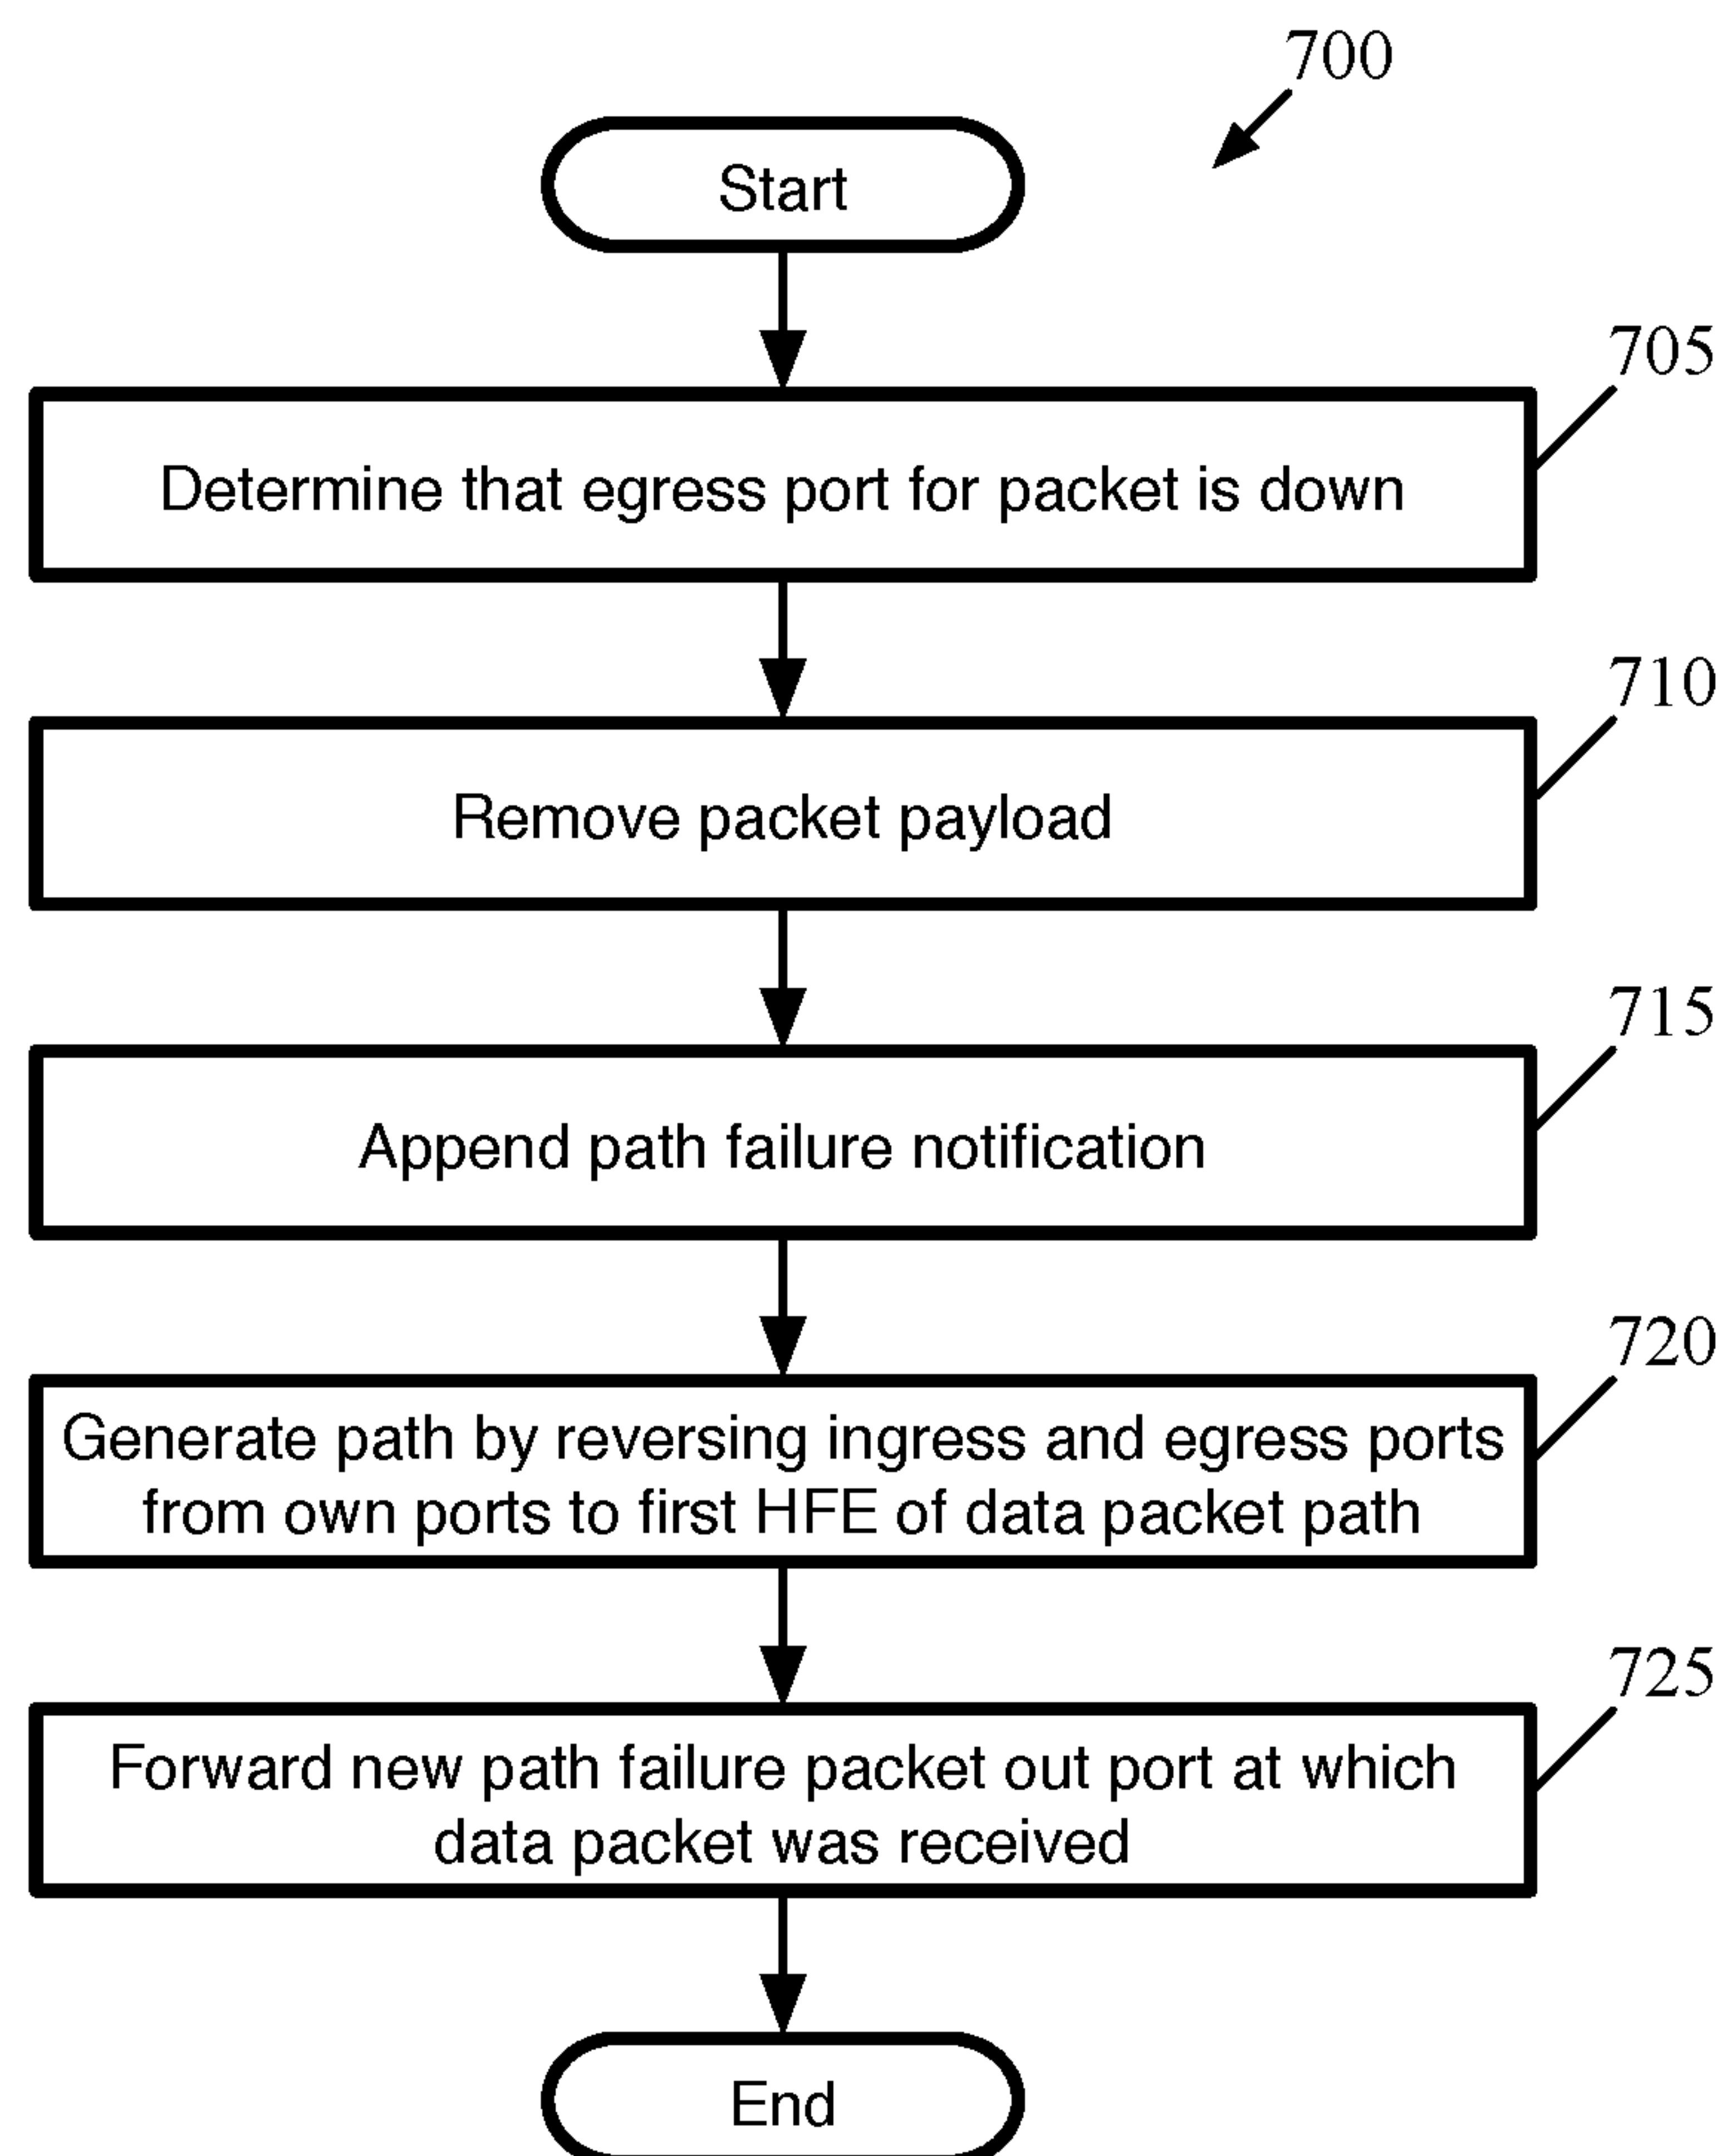 700
Start
705
Determine that egress port for packet is down
710
Remove packet payload
715
Append path failure notification
720
Generate path by reversing ingress and egress ports
from own ports to first HFE of data packet path
725
Forward new path failure packet out port at which
data packet was received
End